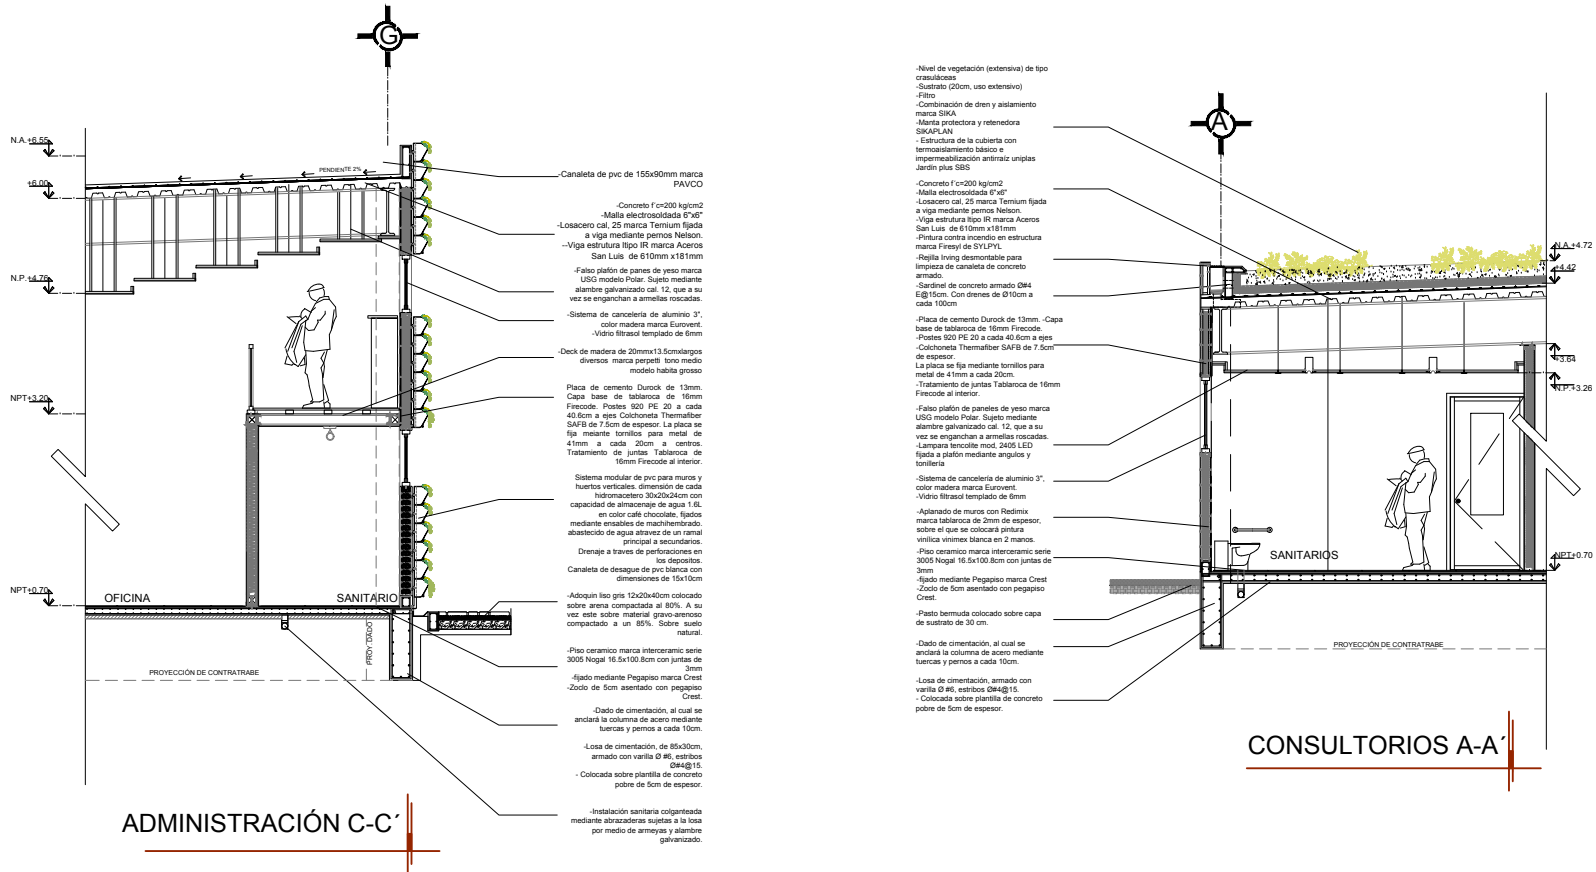 G
N.A.+6.55
+6.00
N.P.+4.76
NPT+3.20
NPT+0.70
PENDIENTE 2%
OFICINA
SANITARIO
PROY. DADO
PROYECCIÓN DE CONTRATRABE
-Canaleta de pvc de 155x90mm marca
PAVCO
-Concreto f´c=200 kg/cm2
-Malla electrosoldada 6"x6"
-Losacero cal, 25 marca Ternium fijada
a viga mediante pernos Nelson.
--Viga estrutura Itipo IR marca Aceros
San Luis  de 610mm x181mm
-Falso plafón de panes de yeso marca
USG modelo Polar. Sujeto mediante
alambre galvanizado cal. 12, que a su
vez se enganchan a armellas roscadas.
-Sistema de cancelería de aluminio 3",
color madera marca Eurovent.
-Vidrio filtrasol templado de 6mm
-Deck de madera de 20mmx13.5cmxlargos
diversos  marca perpetti  tono medio
modelo habita grosso
Placa de cemento Durock de 13mm.
Capa base de tablaroca de 16mm
Firecode. Postes 920 PE 20 a cada
40.6cm a ejes Colchoneta Thermafiber
SAFB de 7.5cm de espesor. La placa se
fija meiante tornillos para metal de
41mm a cada 20cm a centros.
Tratamiento de juntas Tablaroca de
16mm Firecode al interior.
Sistema modular de pvc para muros y
huertos verticales. dimensión de cada
hidromacetero 30x20x24cm con
capacidad de almacenaje de agua 1.6L
en color café chocolate, fijados
mediante ensables de machihembrado.
abastecido de agua atravez de un ramal
principal a secundarios.
Drenaje a traves de perforaciones en
los depositos.
Canaleta de desague de pvc blanca con
dimensiones de 15x10cm
-Adoquin liso gris 12x20x40cm colocado
sobre arena compactada al 80%. A su
vez este sobre material gravo-arenoso
compactado a un 85%. Sobre suelo
natural.
-Piso ceramico marca interceramic serie
3005 Nogal 16.5x100.8cm con juntas de
3mm
-fijado mediante Pegapiso marca Crest
-Zoclo de 5cm asentado con pegapiso
Crest.
-Dado de cimentación, al cual se
anclará la columna de acero mediante
tuercas y pernos a cada 10cm.
-Losa de cimentación, de 85x30cm,
armado con varilla Ø #6, estribos
Ø#4@15.
- Colocada sobre plantilla de concreto
pobre de 5cm de espesor.
-Instalación sanitaria colganteada
mediante abrazaderas sujetas a la losa
por medio de armeyas y alambre
galvanizado.
ADMINISTRACIÓN C-C´
-Nivel de vegetación (extensiva) de tipo
crasuláceas
-Sustrato (20cm, uso extensivo)
-Filtro
-Combinación de dren y aislamiento
marca SIKA
-Manta protectora y retenedora
SIKAPLAN
- Estructura de la cubierta con
termoaislamiento básico e
impermeabilización antirraíz uniplas
Jardín plus SBS
-Concreto f´c=200 kg/cm2
-Malla electrosoldada 6"x6"
-Losacero cal, 25 marca Ternium fijada
a viga mediante pernos Nelson.
-Viga estrutura Itipo IR marca Aceros
San Luis  de 610mm x181mm
-Pintura contra incendio en estructura
marca Firesyl de SYLPYL
-Rejilla Irving desmontable para
limpieza de canaleta de concreto
armado.
-Sardinel de concreto armado Ø#4
E@15cm. Con drenes de Ø10cm a
cada 100cm
-Placa de cemento Durock de 13mm. -Capa
base de tablaroca de 16mm Firecode.
-Postes 920 PE 20 a cada 40.6cm a ejes
-Colchoneta Thermafiber SAFB de 7.5cm
de espesor.
La placa se fija mediante tornillos para
metal de 41mm a cada 20cm.
-Tratamiento de juntas Tablaroca de 16mm
Firecode al interior.
-Falso plafón de paneles de yeso marca
USG modelo Polar. Sujeto mediante
alambre galvanizado cal. 12, que a su
vez se enganchan a armellas roscadas.
-Lampara tencolite mod, 2405 LED
fijada a plafón mediante angulos y
tonillería
-Sistema de cancelería de aluminio 3",
color madera marca Eurovent.
-Vidrio filtrasol templado de 6mm
-Aplanado de muros con Redimix
marca tablaroca de 2mm de espesor,
sobre el que se colocará pintura
vinílica vinimex blanca en 2 manos.
-Piso ceramico marca interceramic serie
3005 Nogal 16.5x100.8cm con juntas de
3mm
-fijado mediante Pegapiso marca Crest
-Zoclo de 5cm asentado con pegapiso
Crest.
-Pasto bermuda colocado sobre capa
de sustrato de 30 cm.
-Dado de cimentación, al cual se
anclará la columna de acero mediante
tuercas y pernos a cada 10cm.
-Losa de cimentación, armado con
varilla Ø #6, estribos Ø#4@15.
- Colocada sobre plantilla de concreto
pobre de 5cm de espesor.
A
N.A.+4.72
+4.42
+3.64
N.P.+3.26
NPT+0.70
SANITARIOS
PROYECCIÓN DE CONTRATRABE
CONSULTORIOS A-A´